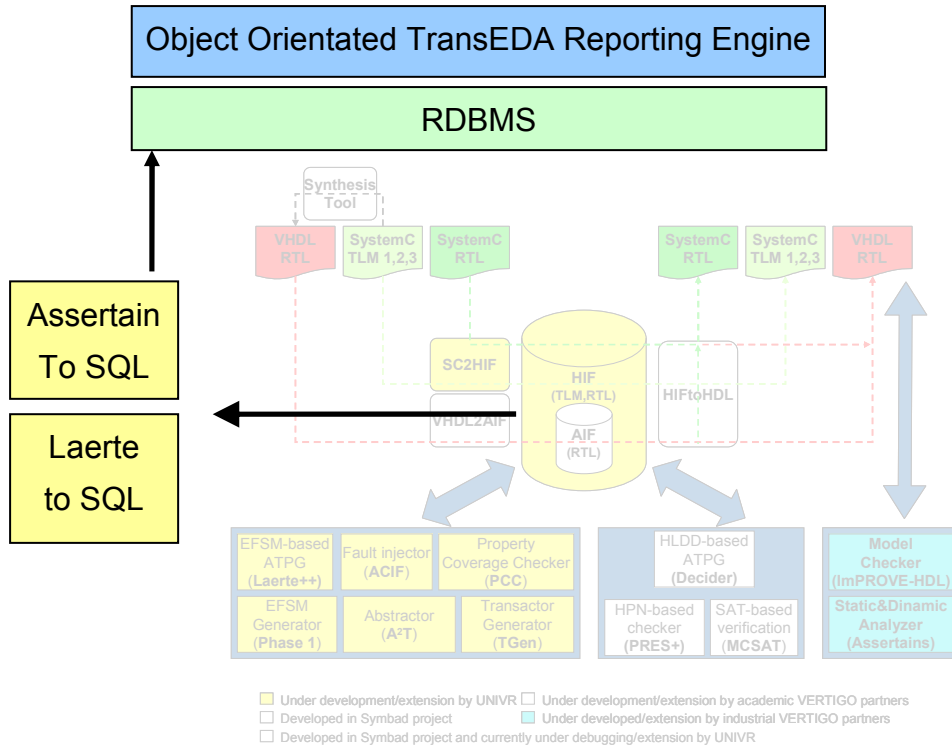 Object Orientated TransEDA Reporting Engine
RDBMS
Synthesis
Tool
VHDL
RTL
SystemC
TLM 1,2,3
SystemC
RTL
SystemC
RTL
SystemC
TLM 1,2,3
VHDL
RTL
Assertain
To SQL
Laerte
to SQL
SC2HIF
VHDL2AIF
HIF
(TLM,RTL)
AIF
(RTL)
HIFtoHDL
EFSM-based
ATPG
(Laerte++)
Fault injector
(ACIF)
Property
Coverage Checker
(PCC)
EFSM
Generator
(Phase 1)
Abstractor
(A²T)
Transactor
Generator
(TGen)
HLDD-based
ATPG
(Decider)
HPN-based
checker
(PRES+)
SAT-based
verification
(MCSAT)
Model
Checker
(ImPROVE-HDL)
Static&Dinamic
Analyzer
(Assertains)
Under development/extension by UNIVR
Under development/extension by academic VERTIGO partners
Developed in Symbad project
Under developed/extension by industrial VERTIGO partners
Developed in Symbad project and currently under debugging/extension by UNIVR